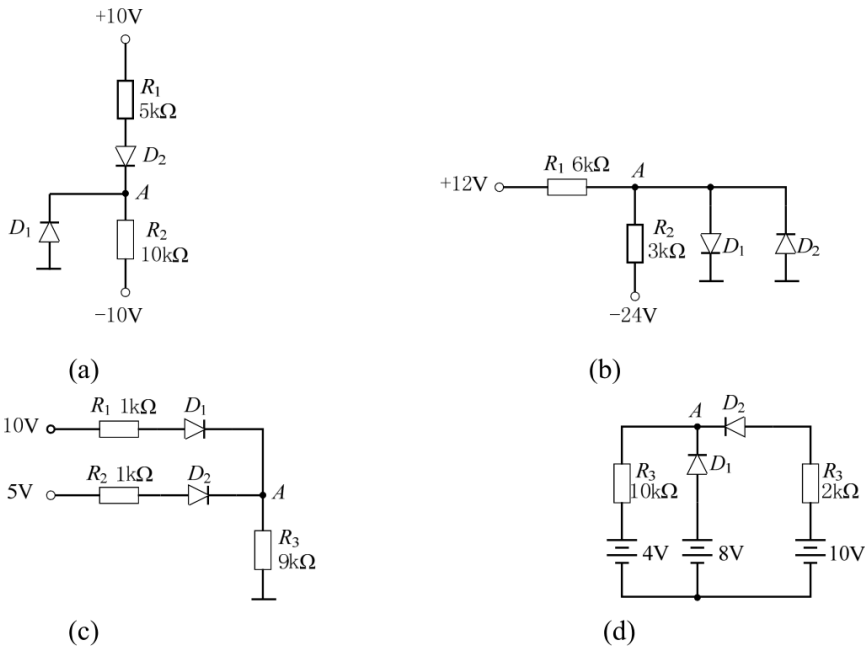 +10V
R1
5kΩ
D2
A
D1
R2
10kΩ
−10V
(a)
+12V
R1 6kΩ
A
R2
3kΩ
D1
D2
−24V
(b)
10V
R1 1kΩ
D1
5V
R2 1kΩ
D2
A
R3
9kΩ
(c)
A
D2
D1
R3
10kΩ
R3
2kΩ
4V
8V
10V
(d)